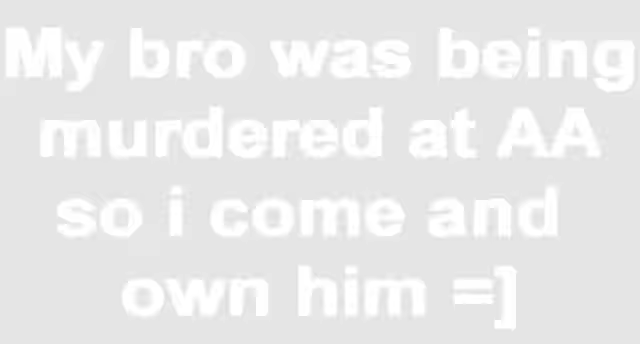 My bro was being
murdered at AA
so i come and
own him =]